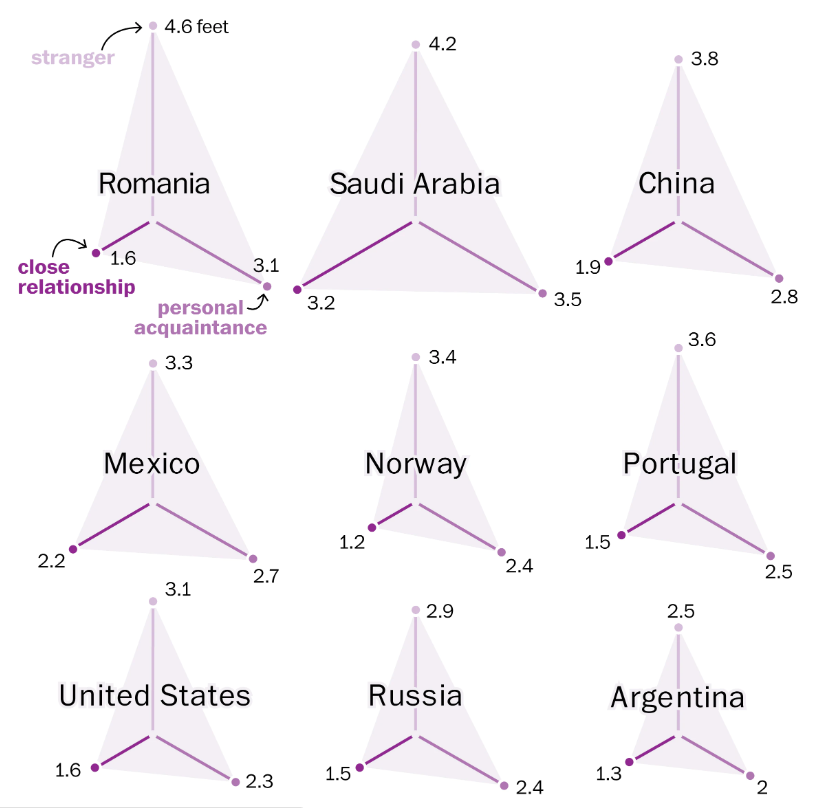 4.6 feet
stranger
Romania
close
relationship
1.6
3.1
personal
acquaintance
4.2
Saudi Arabia
3.2
3.5
3.8
China
1.9
2.8
3.3
Mexico
2.2
2.7
3.4
Norway
1.2
2.4
3.6
Portugal
1.5
2.5
3.1
United States
1.6
2.3
2.9
Russia
1.5
2.4
2.5
Argentina
1.3
2